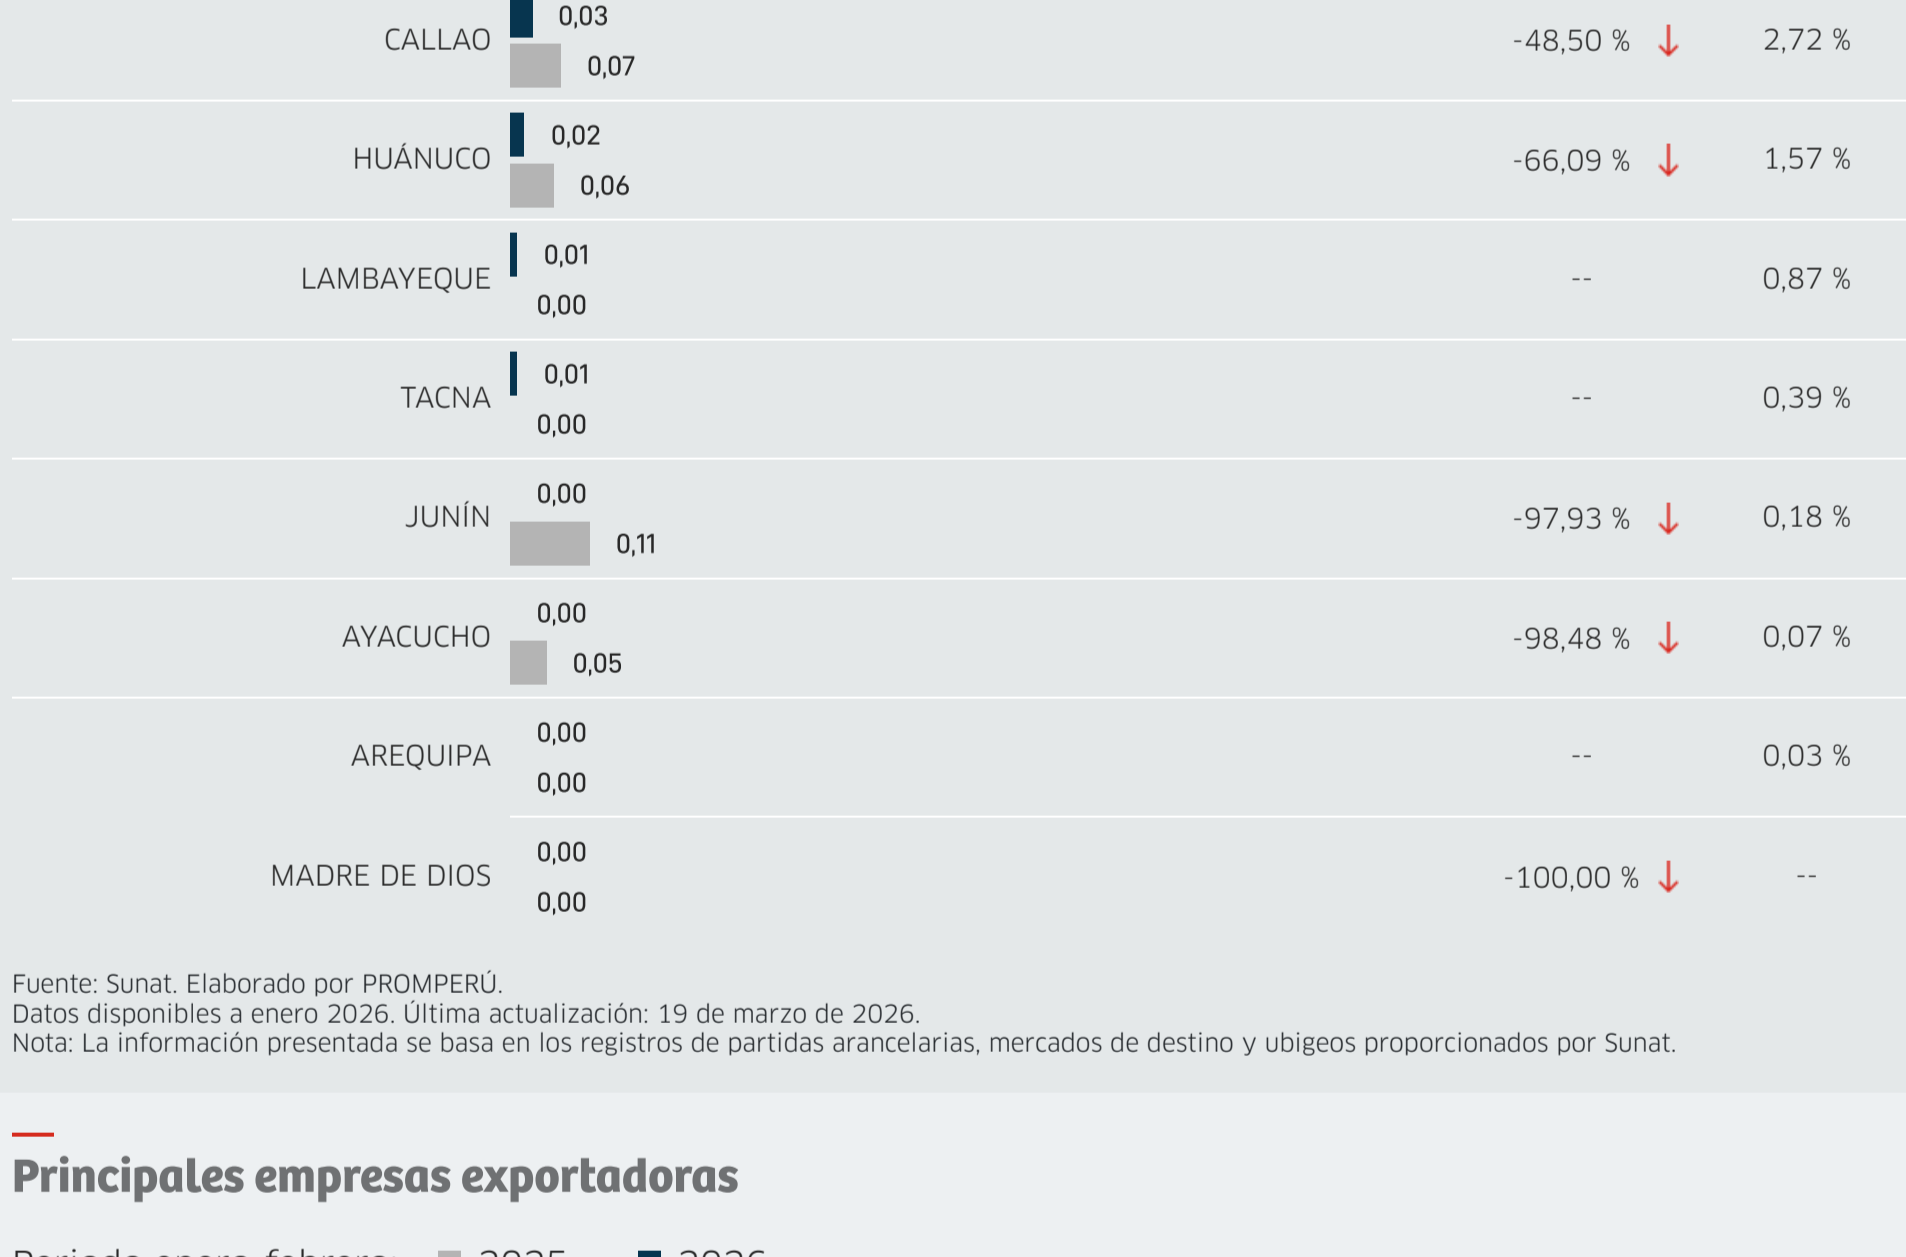 0,03
CALLAO -48,50 % ↓ 2,72 %
0,07
0,02
HUÁNUCO -66,09 % ↓ 1,57 %
0,06
0,01
LAMBAYEQUE -- 0,87 %
0,00
0,01
TACNA -- 0,39 %
0,00
0,00
JUNÍN -97,93 % ↓ 0,18 %
0,11
0,00
AYACUCHO -98,48 % ↓ 0,07 %
0,05
0,00
AREQUIPA -- 0,03 %
0,00
0,00
MADRE DE DIOS -100,00 % ↓ --
0,00
Fuente: Sunat. Elaborado por PROMPERÚ.
Datos disponibles a enero 2026. Última actualización: 19 de marzo de 2026.
Nota: La información presentada se basa en los registros de partidas arancelarias, mercados de destino y ubigeos proporcionados por Sunat.
Principales empresas exportadoras
Periodo enero-febrero: 2025 2026